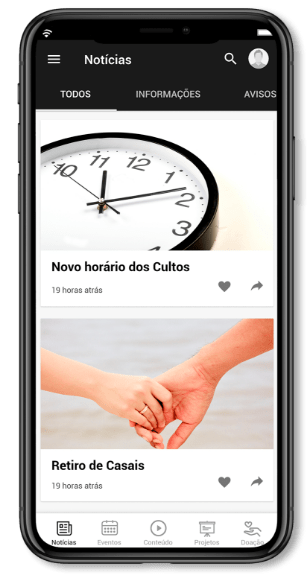 Notícias
TODOS INFORMAÇÕES AVISOS
10 11 12 1 2 3
Novo horário dos Cultos
19 horas atrás
Retiro de Casais
19 horas atrás
Notícias Eventos Conteúdo Projetos Doação